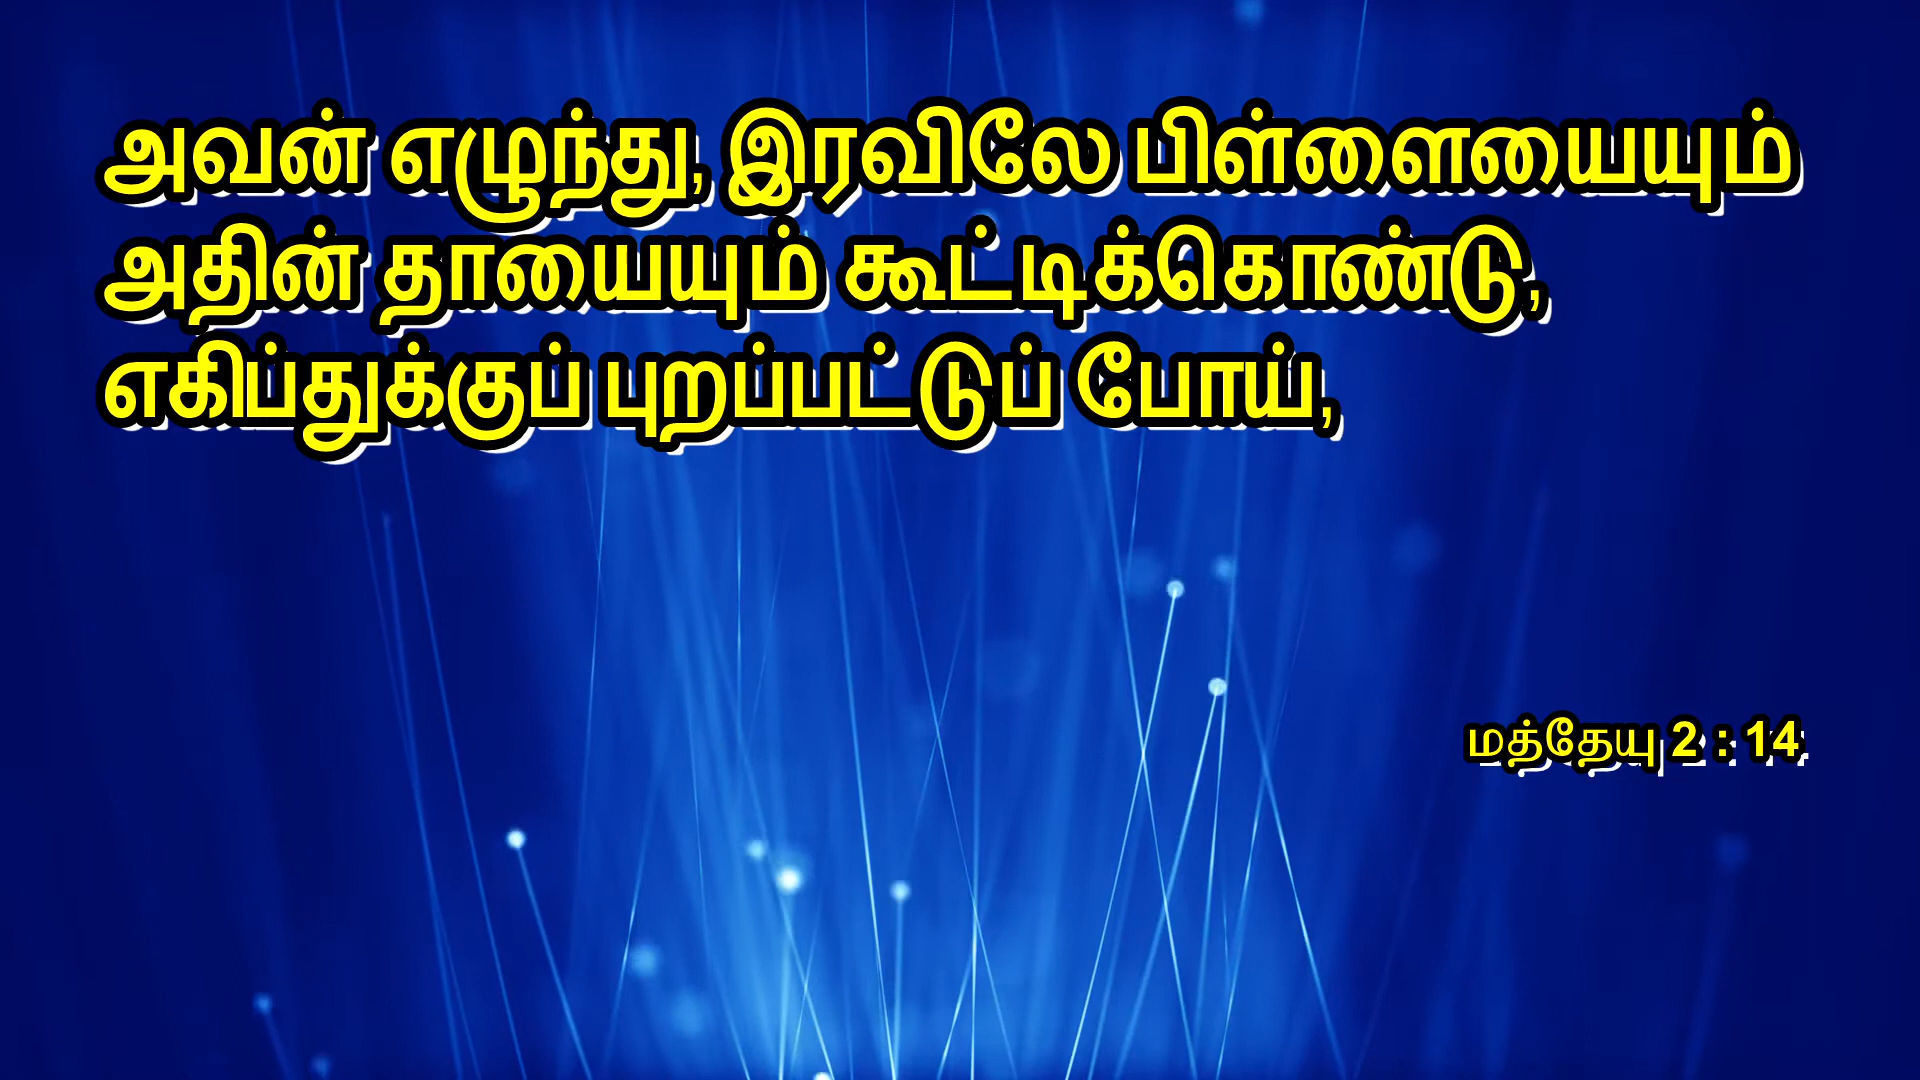 அவன் எழுந்து, இரவிலே பிள்ளையையும்
அதின் தாயையும் கூட்டிக்கொண்டு,
எகிப்துக்குப் புறப்பட்டுப் போய்,
மத்தேயு 2 : 14